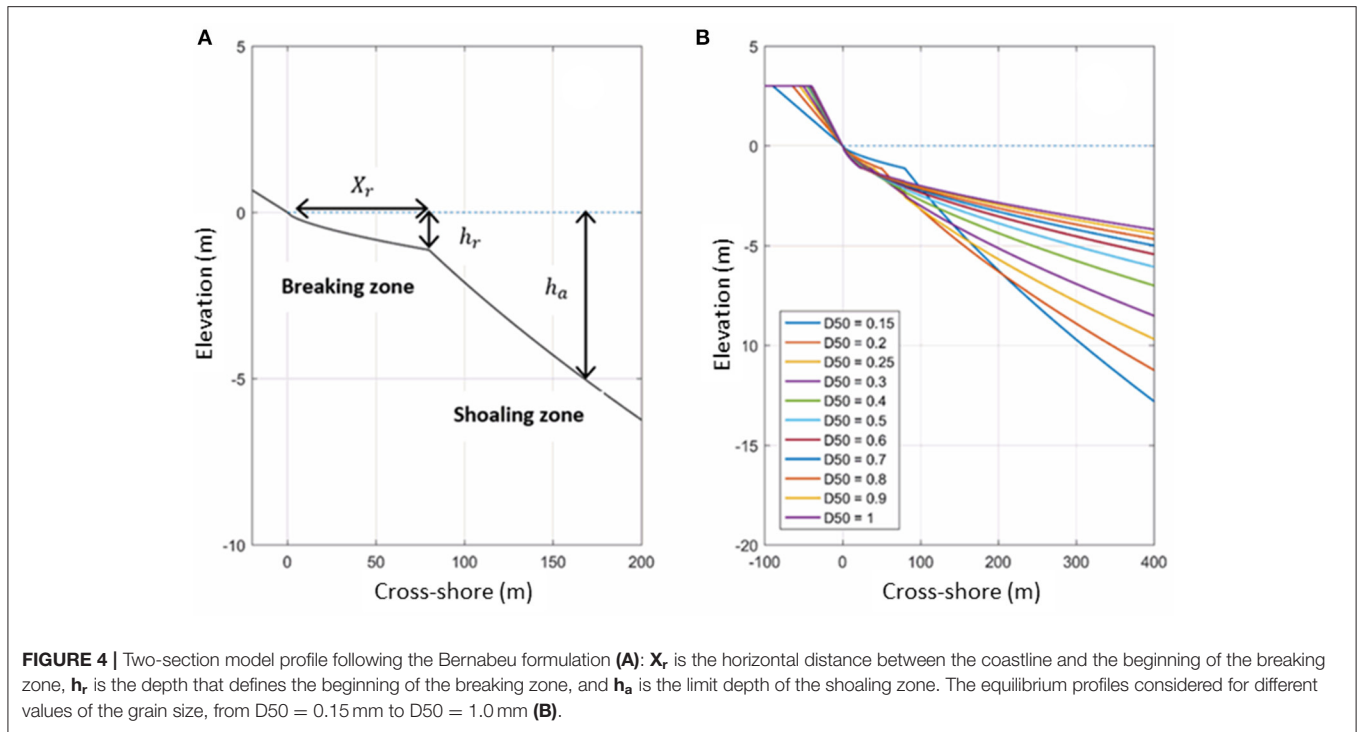 A
5
0
-5
-10
0
50
100
150
200
Elevation (m)
Cross-shore (m)
X_r
h_r
h_a
Breaking zone
Shoaling zone
B
5
0
-5
10
-15
-20
-100
0
100
200
300
400
Elevation (m)
Cross-shore (m)
D50 = 0.15
D50 = 0.2
D50 = 0.25
D50 = 0.3
D50 = 0.4
D50 = 0.5
D50 = 0.6
D50 = 0.7
D50 = 0.8
D50 = 0.9
D50 = 1
FIGURE 4 | Two-section model profile following the Bernabeu formulation (A): Xr is the horizontal distance between the coastline and the beginning of the breaking
zone, hr is the depth that defines the beginning of the breaking zone, and ha is the limit depth of the shoaling zone. The equilibrium profiles considered for different
values of the grain size, from D50 = 0.15 mm to D50 = 1.0 mm (B).